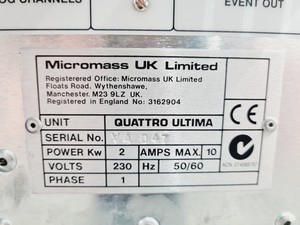 CHANNELS
EVENT OUT
Micromass UK Limited
Registerered Office: Micromass UK Limited
Floats Road, Wythenshawe,
Manchester. M23 9LZ UK.
Registered in England No: 3162904
UNIT QUATTRO ULTIMA
SERIAL No.
POWER Kw 2 AMPS MAX. 10
VOLTS 230 Hz 50/60
PHASE 1